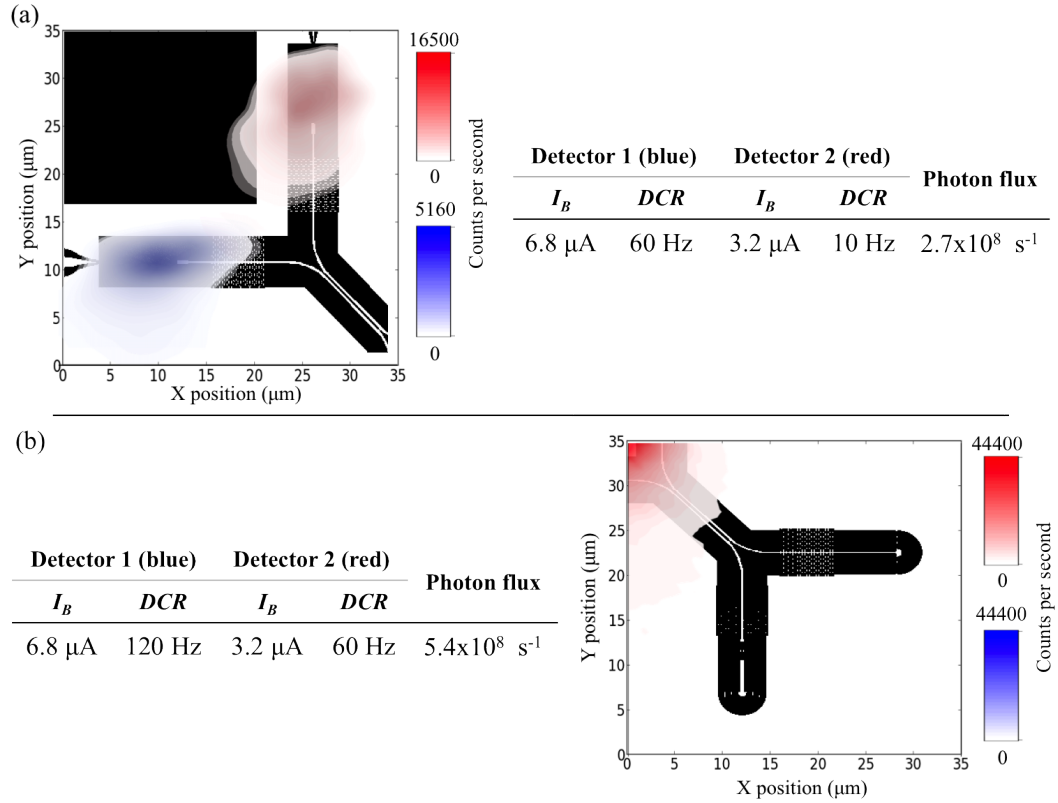 (a)
35
30
25
20
15
10
5
0
Y position (μm)
0 5 10 15 20 25 30 35
X position (μm)
16500
0
5160
0
Counts per second
Detector 1 (blue) Detector 2 (red) Photon flux
I_B DCR I_B DCR
6.8 μA 60 Hz 3.2 μA 10 Hz 2.7x10⁸ s⁻¹
(b)
Detector 1 (blue) Detector 2 (red) Photon flux
I_B DCR I_B DCR
6.8 μA 120 Hz 3.2 μA 60 Hz 5.4x10⁸ s⁻¹
35
30
25
20
15
10
5
0
Y position (μm)
0 5 10 15 20 25 30 35
X position (μm)
44400
0
44400
0
Counts per second